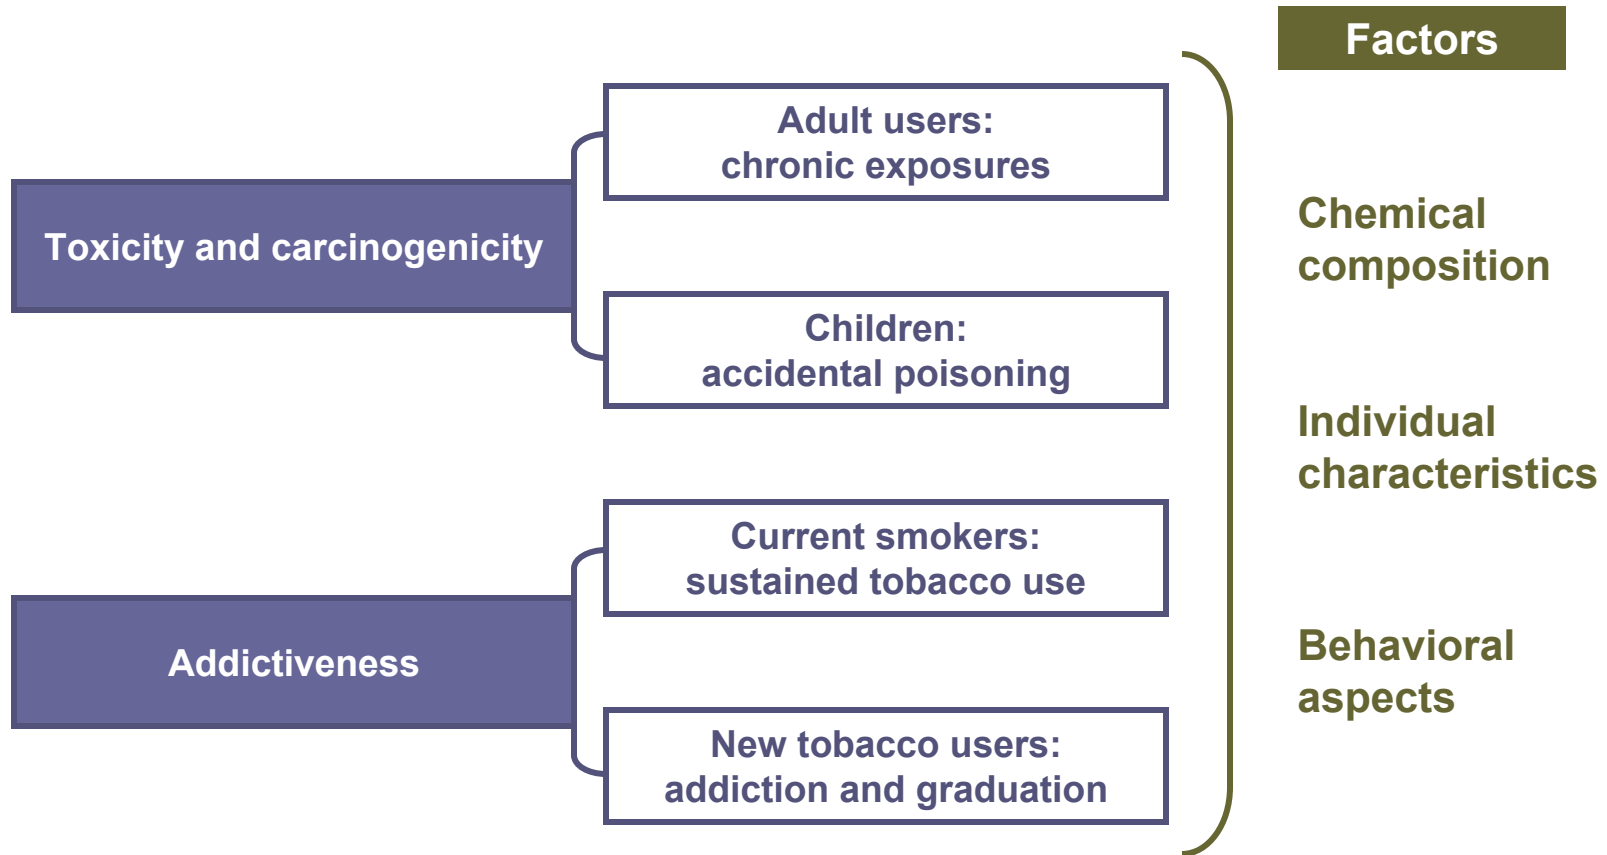 Factors
Adult users:
chronic exposures
Toxicity and carcinogenicity
Children:
accidental poisoning
Current smokers:
sustained tobacco use
Addictiveness
New tobacco users:
addiction and graduation
Chemical
composition
Individual
characteristics
Behavioral
aspects